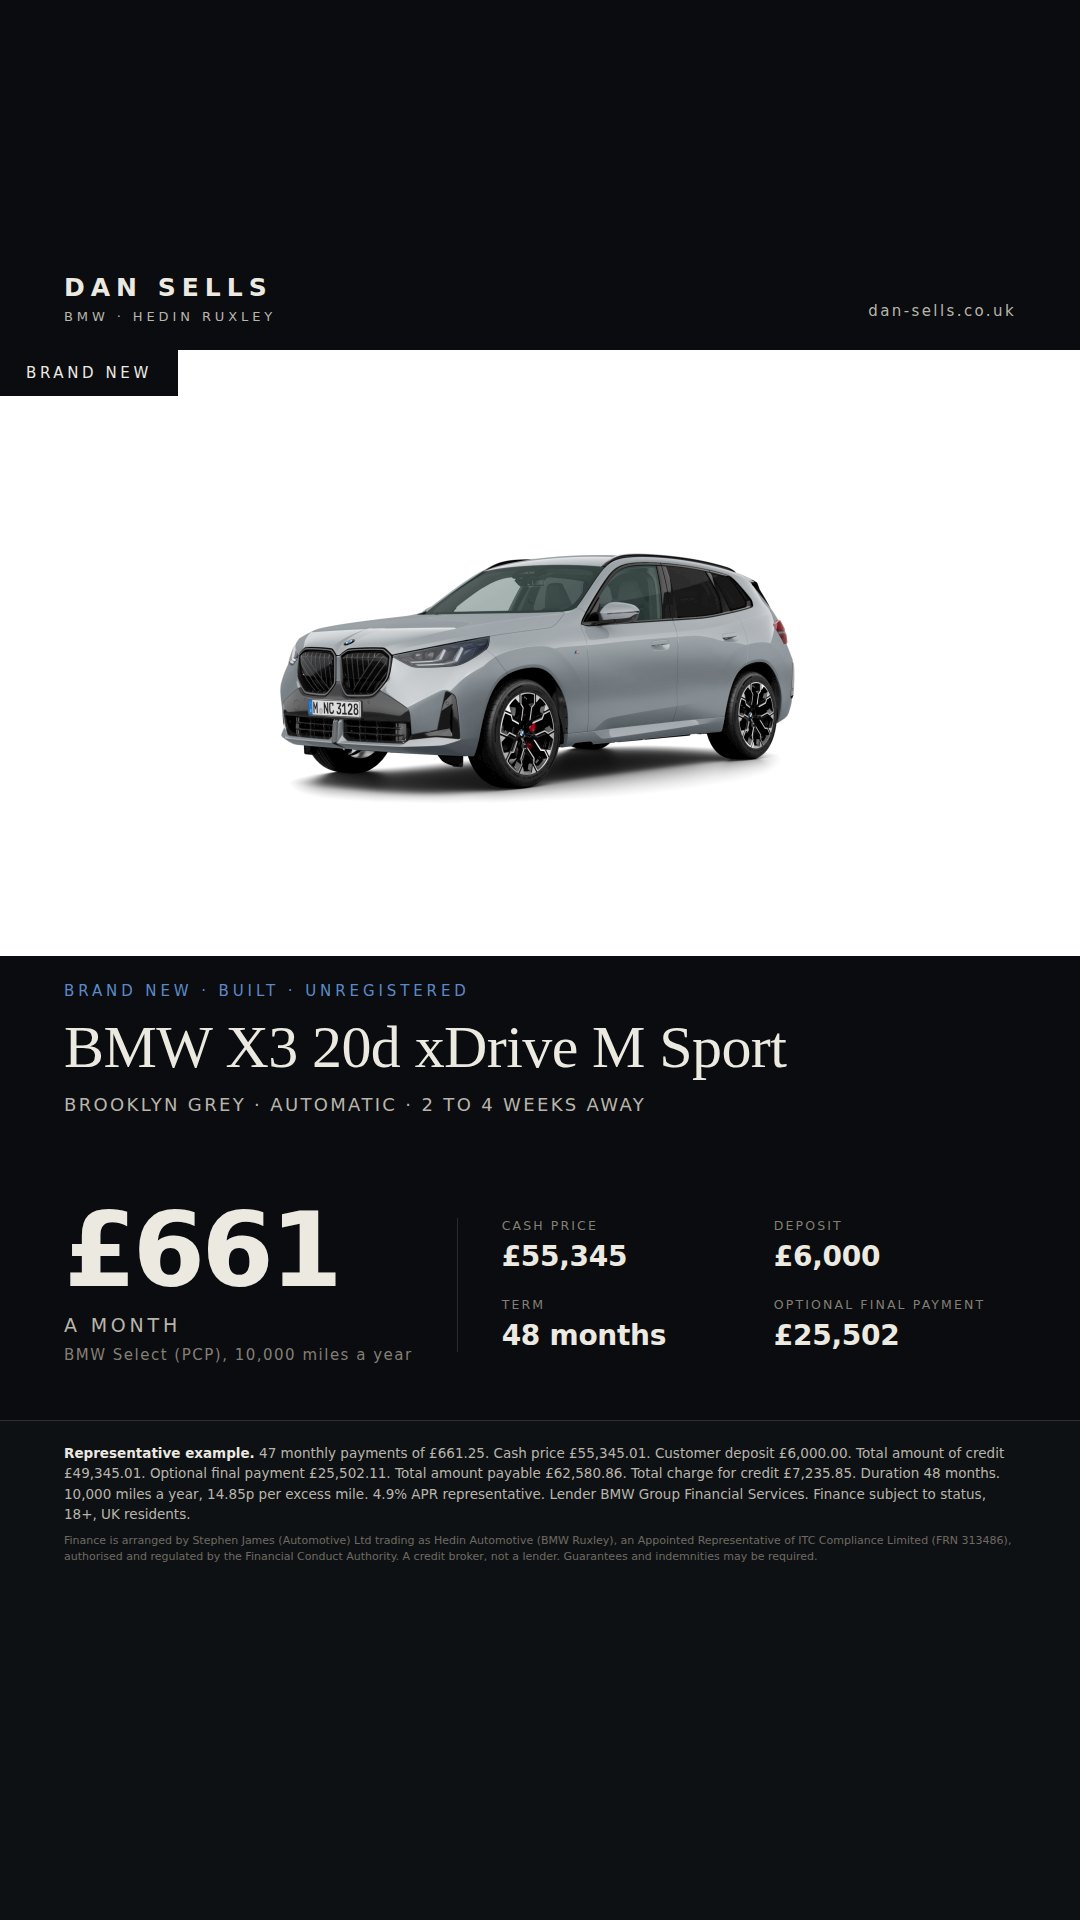 DAN SELLS
BMW · HEDIN RUXLEY
dan-sells.co.uk
BRAND NEW
M NC 3128
BRAND NEW · BUILT · UNREGISTERED
BMW X3 20d xDrive M Sport
BROOKLYN GREY · AUTOMATIC · 2 TO 4 WEEKS AWAY
£661
A MONTH
BMW Select (PCP), 10,000 miles a year
CASH PRICE
£55,345
DEPOSIT
£6,000
TERM
48 months
OPTIONAL FINAL PAYMENT
£25,502
Representative example. 47 monthly payments of £661.25. Cash price £55,345.01. Customer deposit £6,000.00. Total amount of credit
£49,345.01. Optional final payment £25,502.11. Total amount payable £62,580.86. Total charge for credit £7,235.85. Duration 48 months.
10,000 miles a year, 14.85p per excess mile. 4.9% APR representative. Lender BMW Group Financial Services. Finance subject to status,
18+, UK residents.
Finance is arranged by Stephen James (Automotive) Ltd trading as Hedin Automotive (BMW Ruxley), an Appointed Representative of ITC Compliance Limited (FRN 313486),
authorised and regulated by the Financial Conduct Authority. A credit broker, not a lender. Guarantees and indemnities may be required.